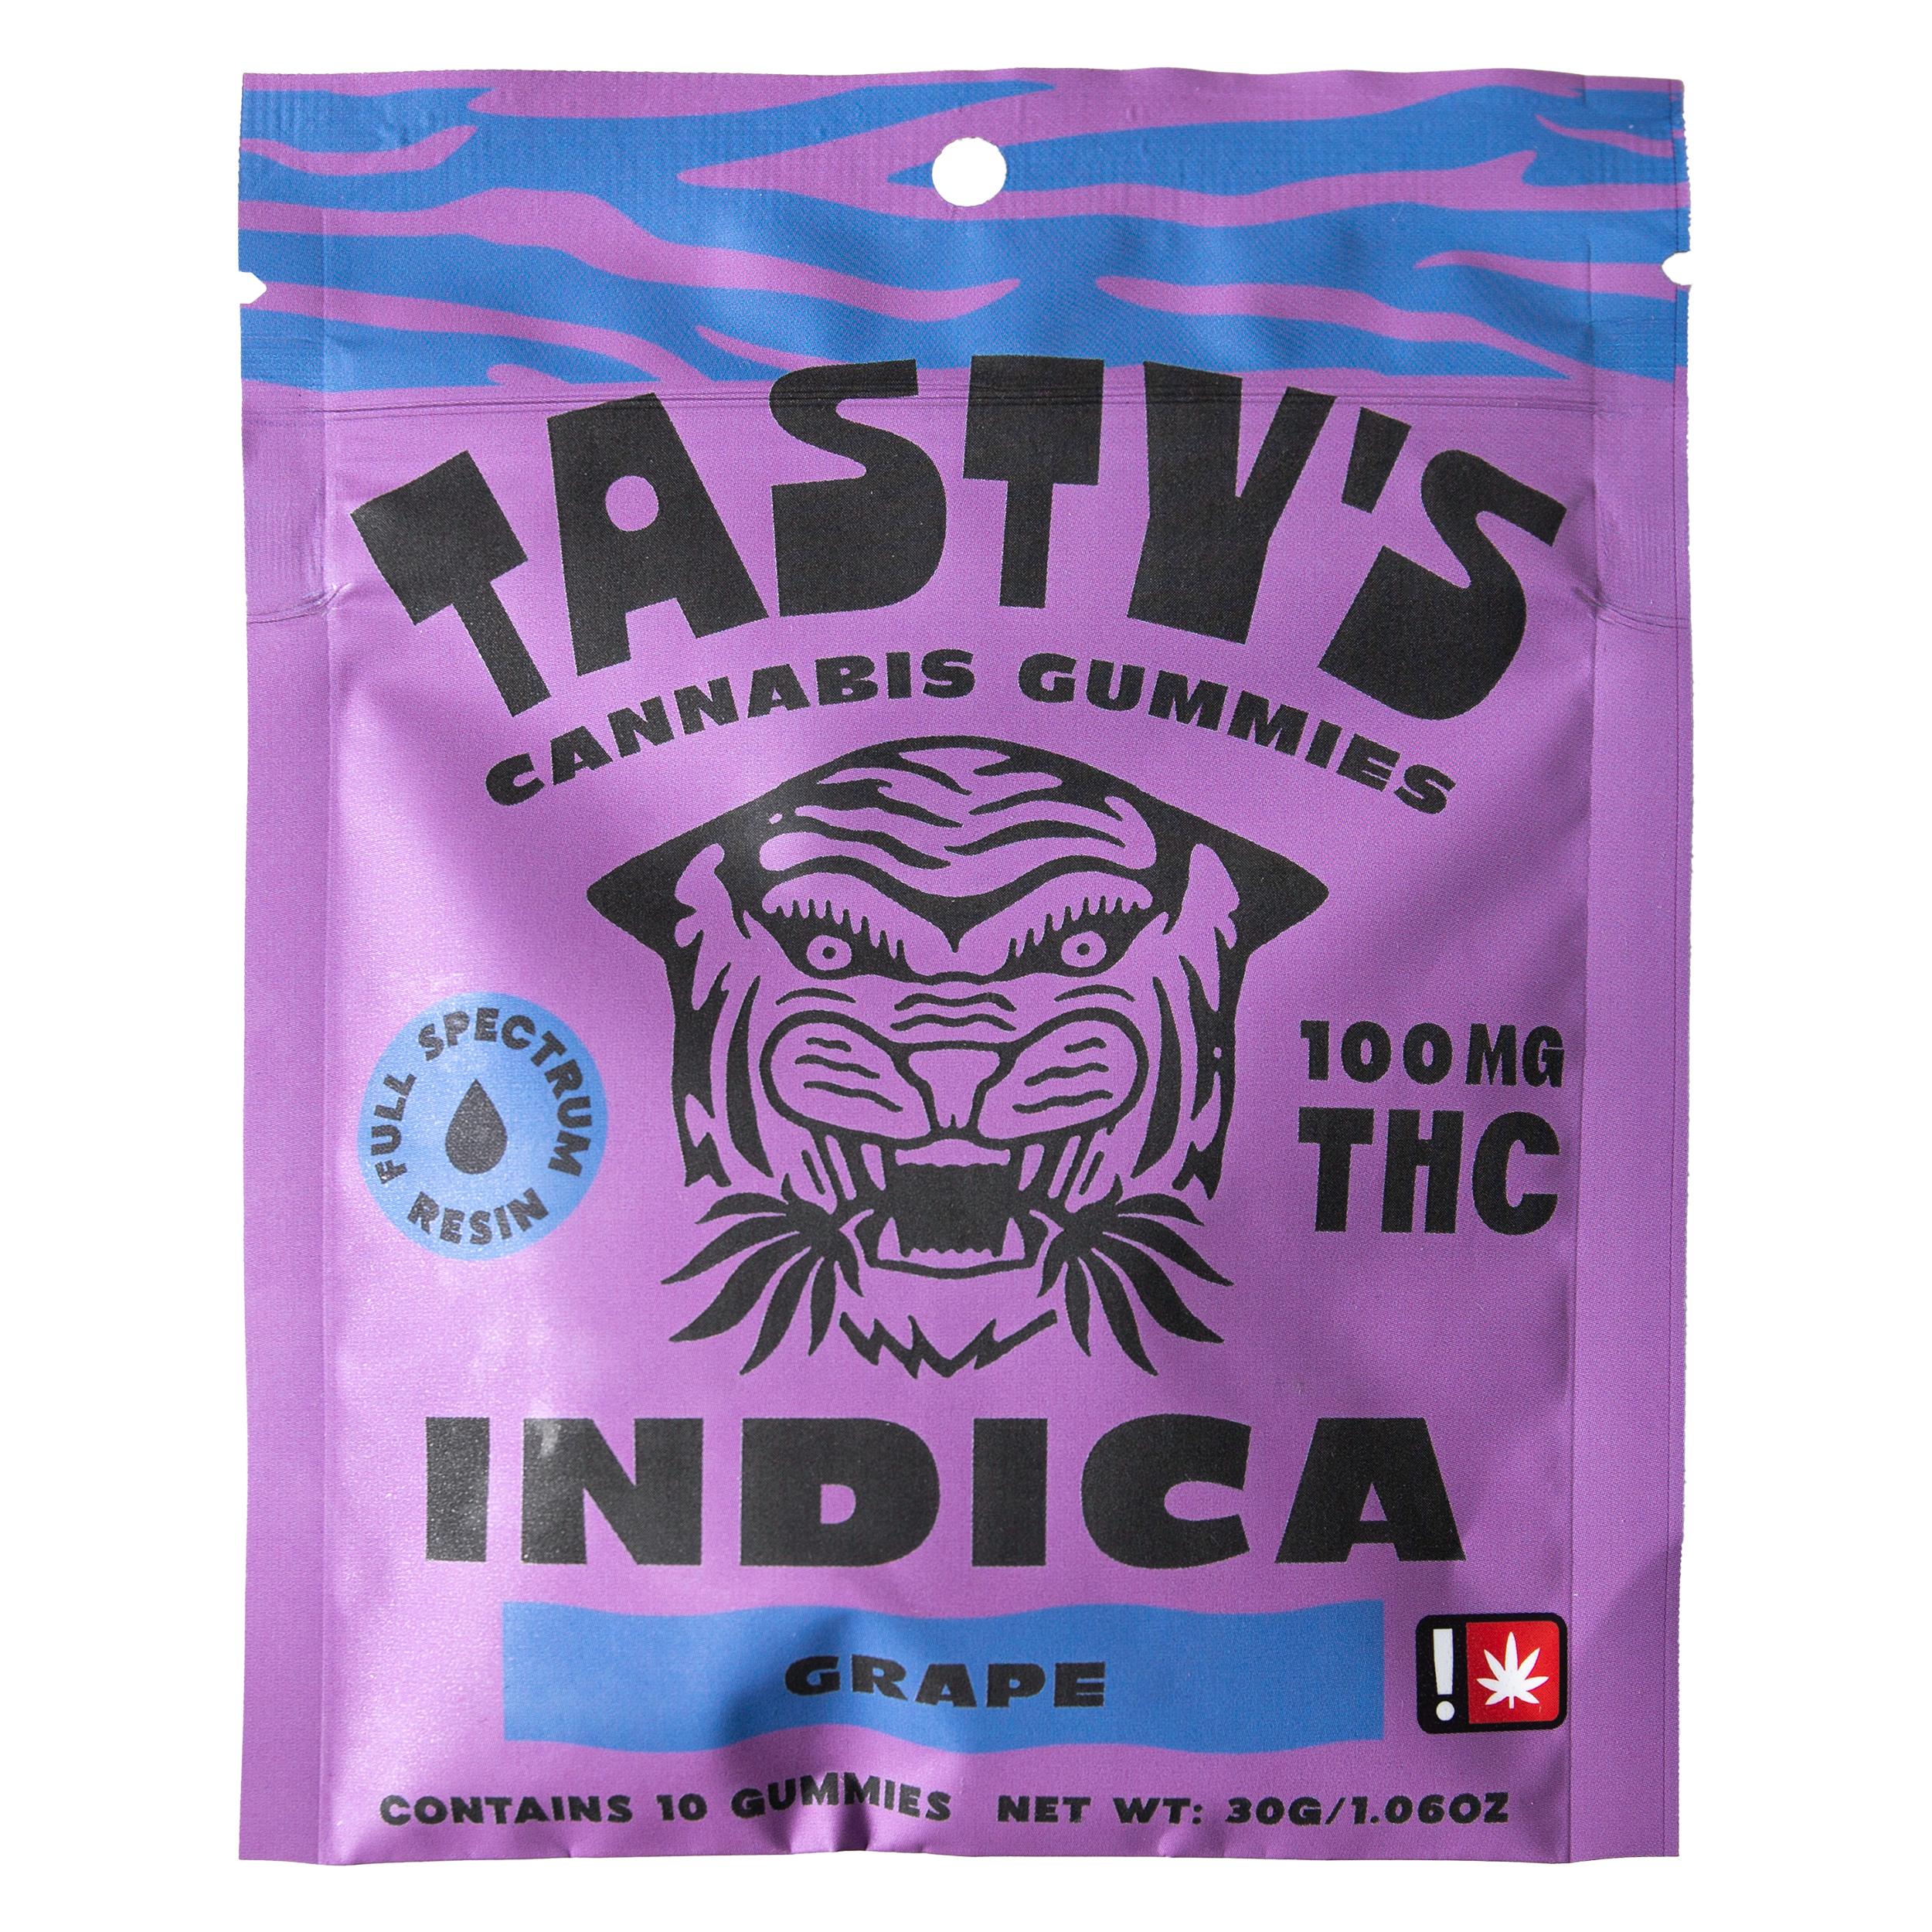 TASTY'S
CANNABIS GUMMIES
FULL SPECTRUM RESIN
100MG
THC
INDICA
GRAPE
!
CONTAINS 10 GUMMIES NET WT: 30G/1.06OZ